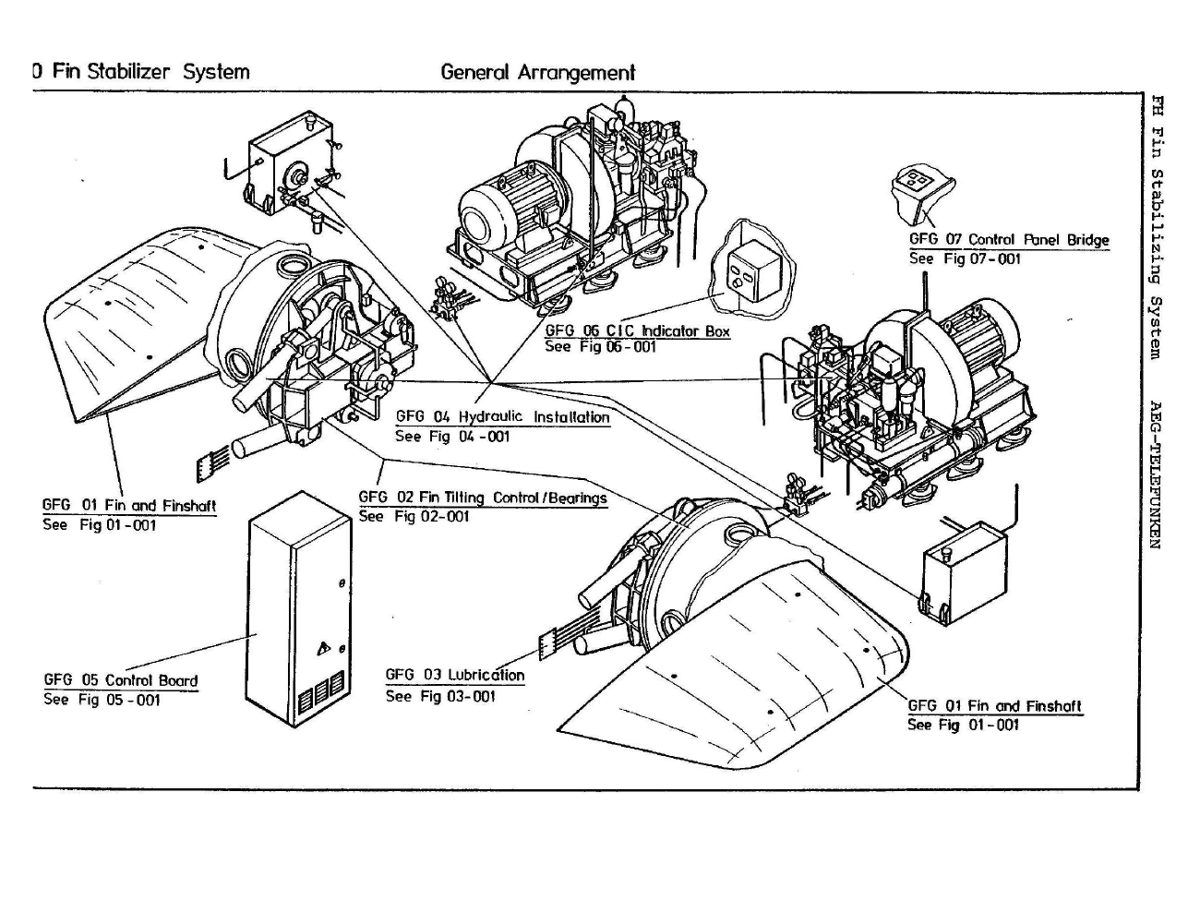 0 Fin Stabilizer System
General Arrangement
GFG 07 Control Panel Bridge
See Fig 07-001
GFG 06 CIC Indicator Box
See Fig 06-001
GFG 04 Hydraulic Installation
See Fig 04-001
GFG 02 Fin Tilting Control/Bearings
See Fig 02-001
GFG 01 Fin and Finshaft
See Fig 01-001
GFG 05 Control Board
See Fig 05-001
GFG 03 Lubrication
See Fig 03-001
GFG 01 Fin and Finshaft
See Fig 01-001
FH Fin Stabilizing System AEG-TELEFUNKEN